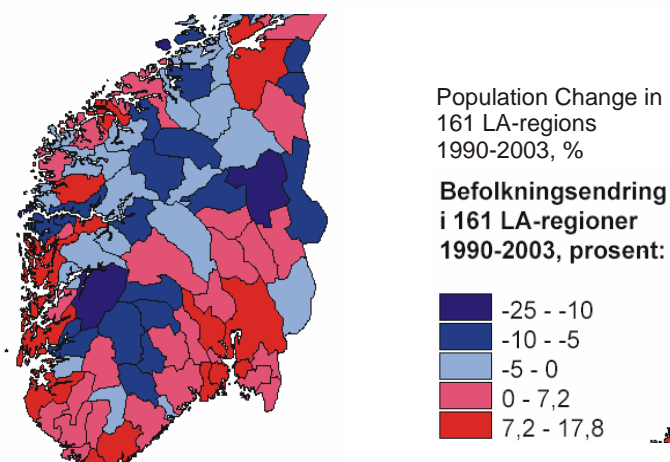 Population Change in
161 LA-regions
1990-2003, %
Befolkningsendring
i 161 LA-regioner
1990-2003, prosent:
-25 - -10
-10 - -5
-5 - 0
0 - 7,2
7,2 - 17,8